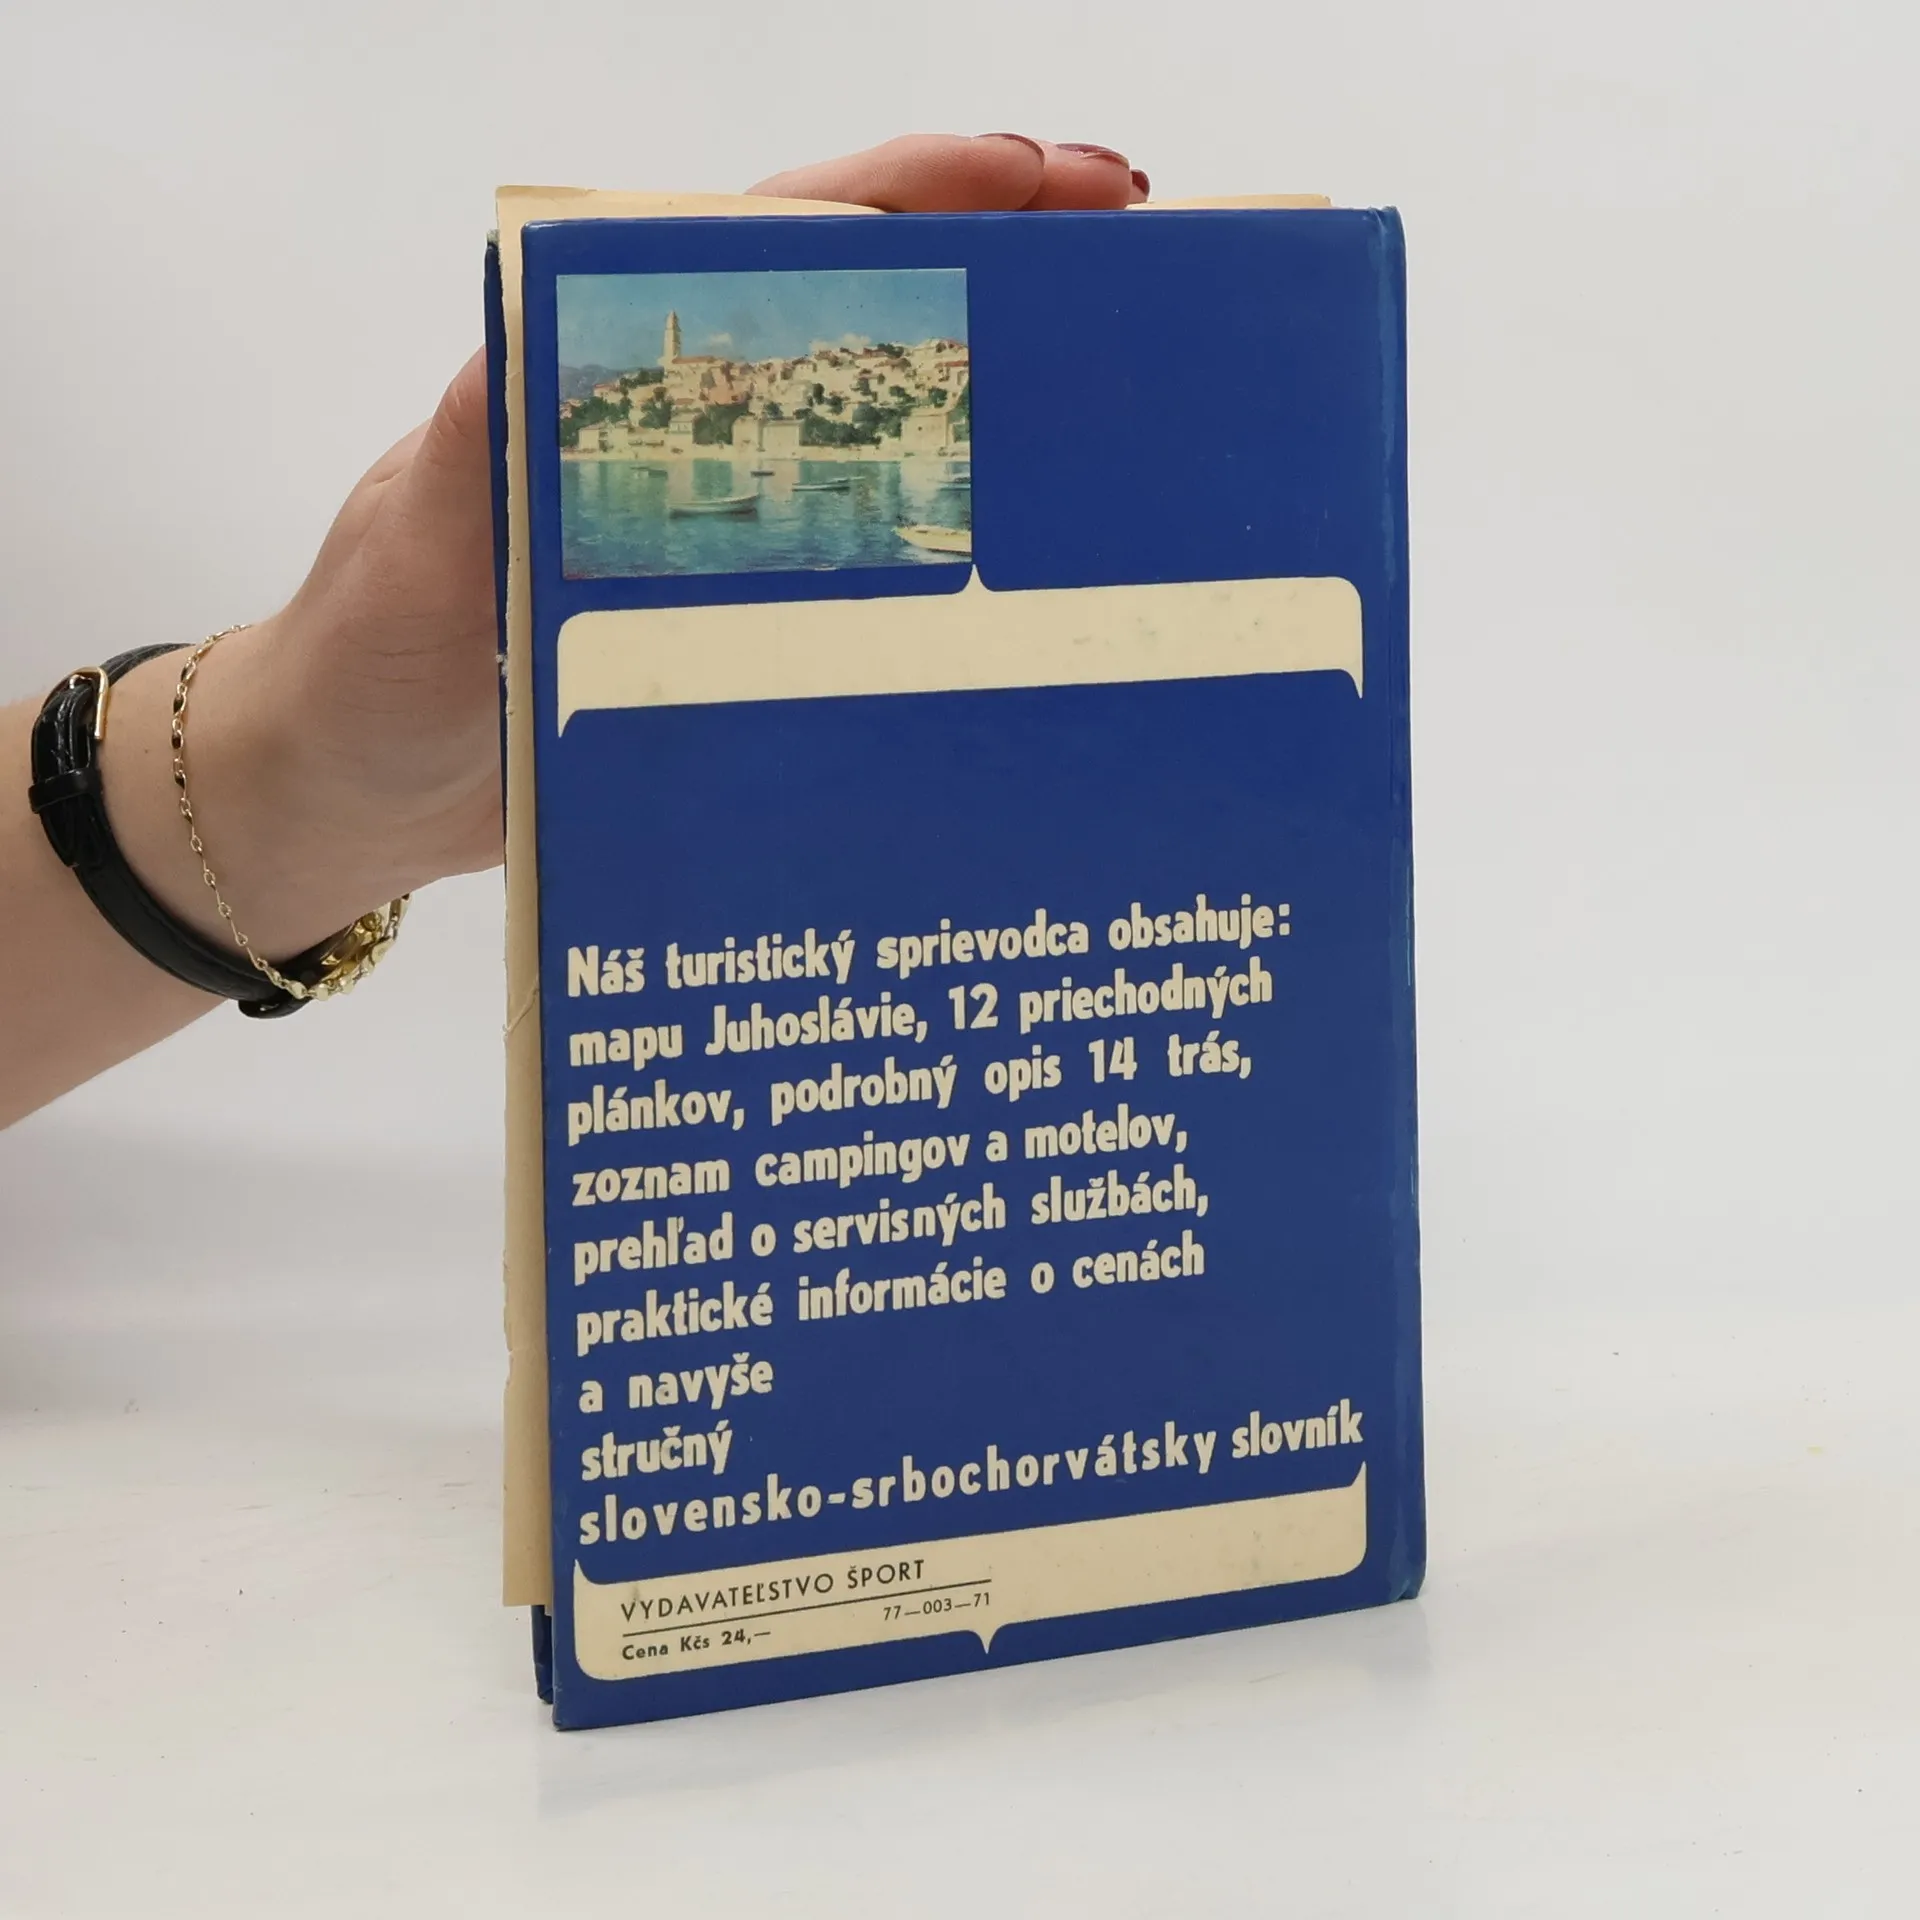 Náš turistický sprievodca obsahuje:
mapu Juhoslávie, 12 priechodných
plánkov, podrobný opis 14 trás,
zoznam campingov a motelov,
prehľad o servisných službách,
praktické informácie o cenách
a navyše
stručný
slovensko-srbochorvátsky slovník
VYDAVATEĽSTVO ŠPORT
77—003—71
Cena Kčs 24,—